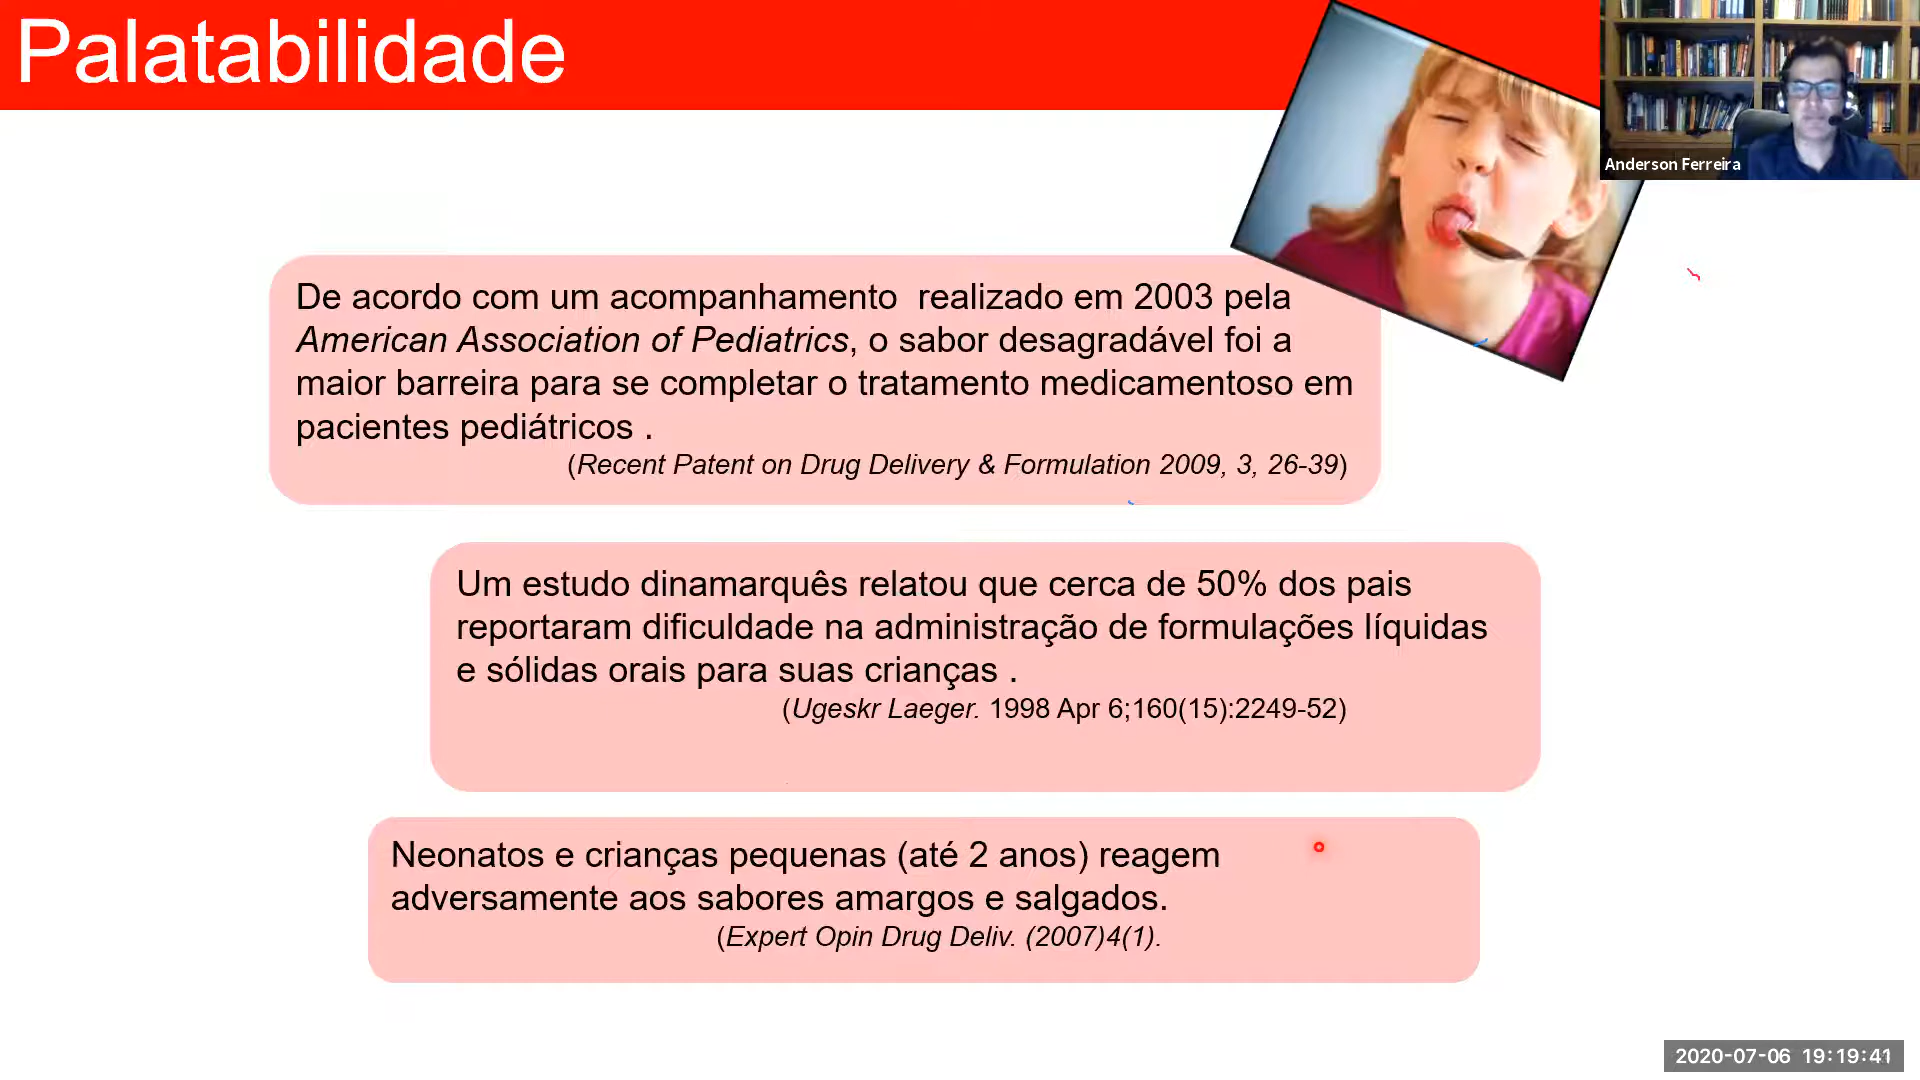 Palatabilidade
Anderson Ferreira
De acordo com um acompanhamento realizado em 2003 pela
American Association of Pediatrics, o sabor desagradável foi a
maior barreira para se completar o tratamento medicamentoso em
pacientes pediátricos .
(Recent Patent on Drug Delivery & Formulation 2009, 3, 26-39)
Um estudo dinamarquês relatou que cerca de 50% dos pais
reportaram dificuldade na administração de formulações líquidas
e sólidas orais para suas crianças .
(Ugeskr Laeger. 1998 Apr 6;160(15):2249-52)
Neonatos e crianças pequenas (até 2 anos) reagem
adversamente aos sabores amargos e salgados.
(Expert Opin Drug Deliv. (2007)4(1).
2020-07-06 19:19:41